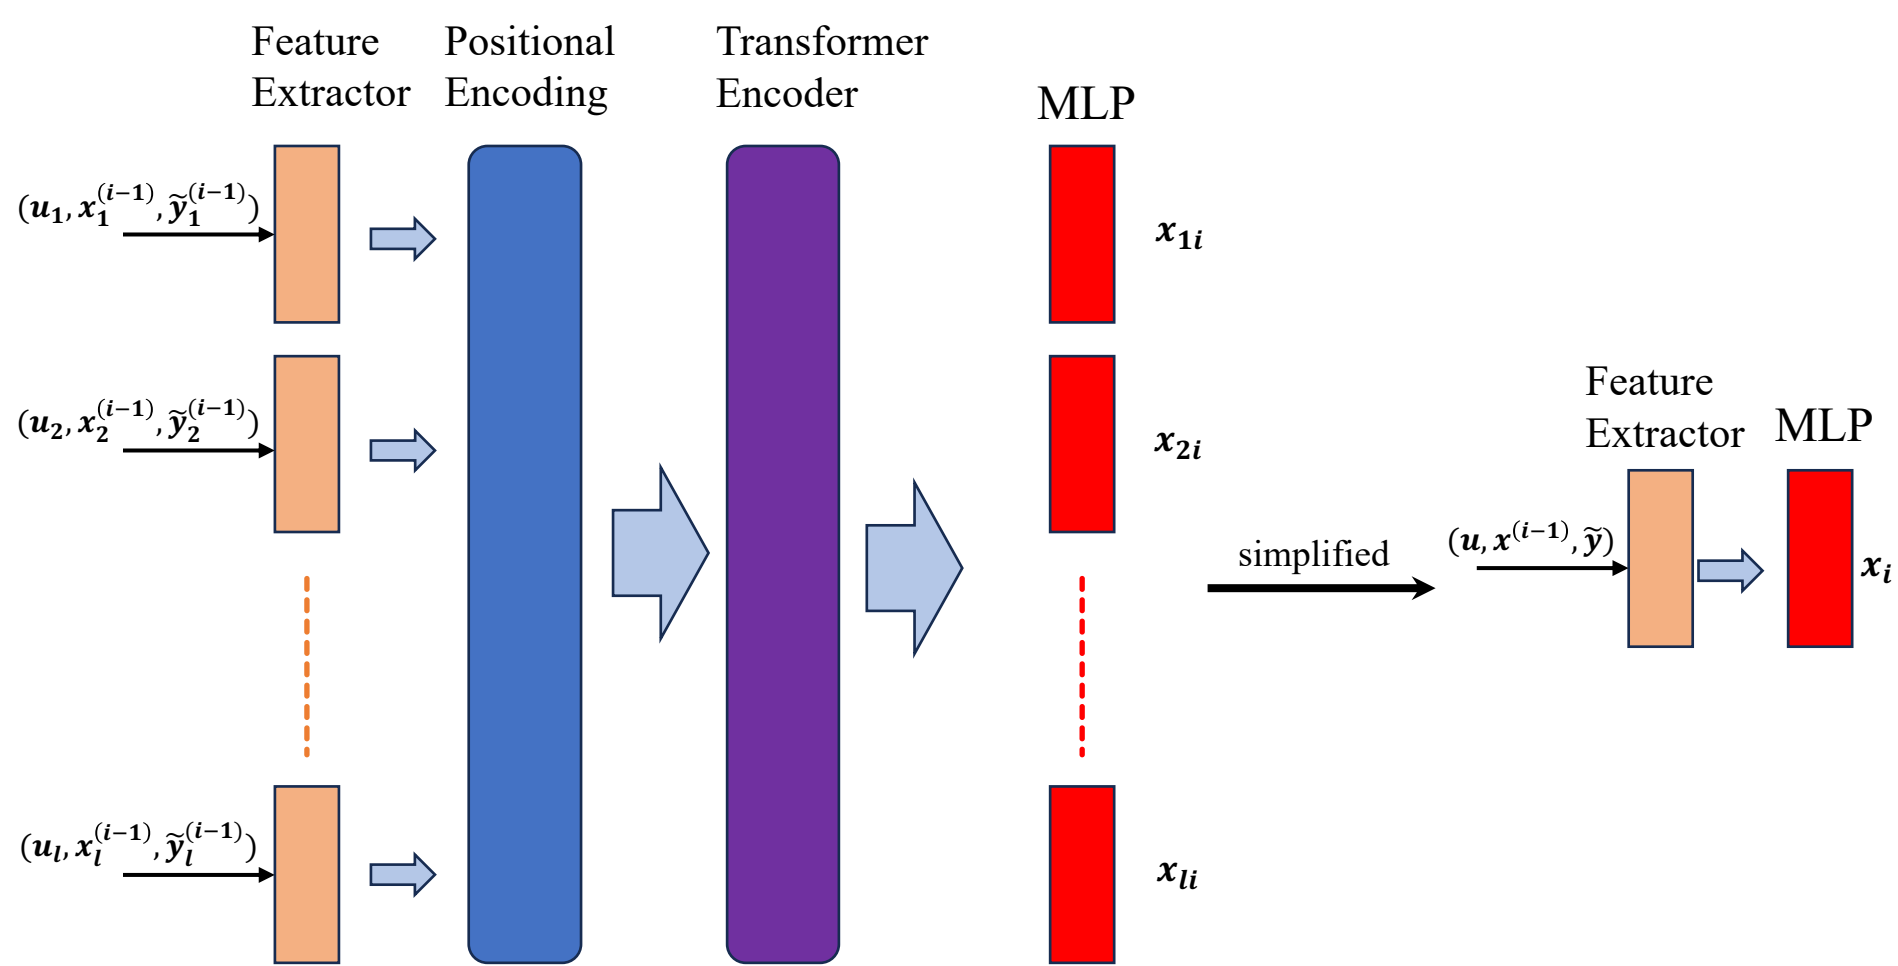 Feature
Extractor
Positional
Encoding
Transformer
Encoder
MLP
(u₁, x₁⁽ⁱ⁻¹⁾, ỹ₁⁽ⁱ⁻¹⁾)
x₁ᵢ
(u₂, x₂⁽ⁱ⁻¹⁾, ỹ₂⁽ⁱ⁻¹⁾)
x₂ᵢ
(uₗ, xₗ⁽ⁱ⁻¹⁾, ỹₗ⁽ⁱ⁻¹⁾)
xₗᵢ
simplified
Feature
Extractor
MLP
(u, x⁽ⁱ⁻¹⁾, ỹ)
xᵢ